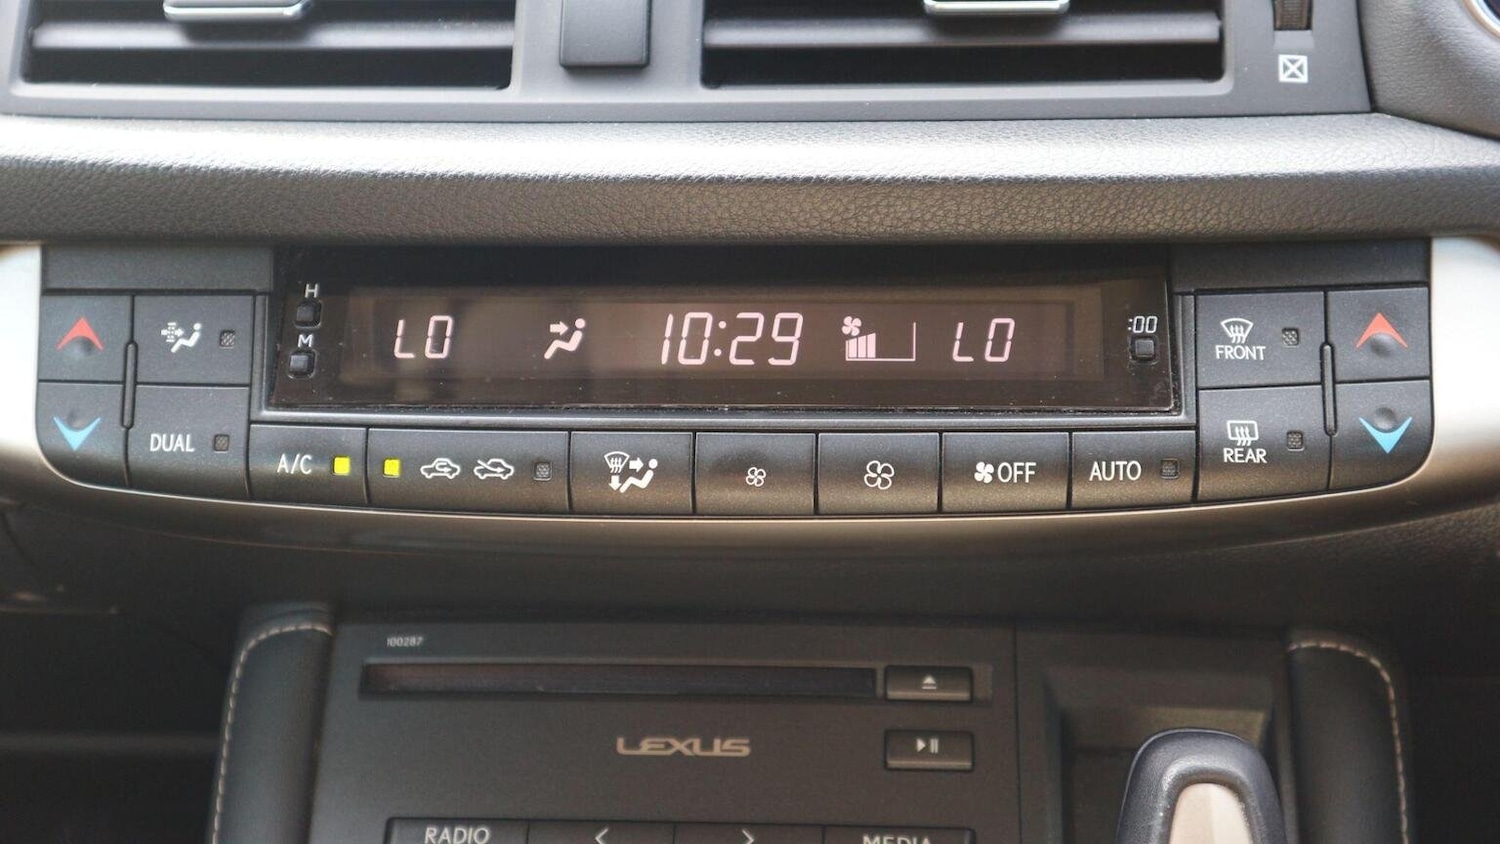 H
M
LO
10:29
LO
:00
FRONT
DUAL
REAR
A/C
OFF
AUTO
100287
LEXUS
RADIO
MEDIA